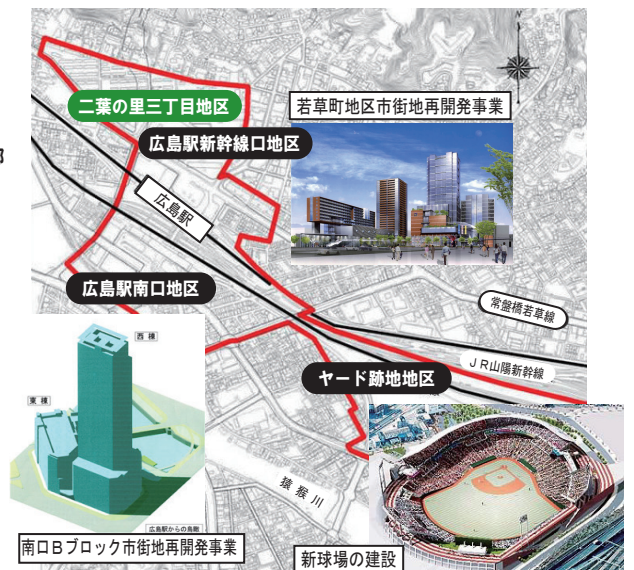 二葉の里三丁目地区
若草町地区市街地再開発事業
広島駅新幹線口地区
広島駅
広島駅南口地区
常盤橋若草線
JR山陽新幹線
ヤード跡地地区
西棟
東棟
猿猴川
広島駅からの鳥瞰
南口Bブロック市街地再開発事業
新球場の建設